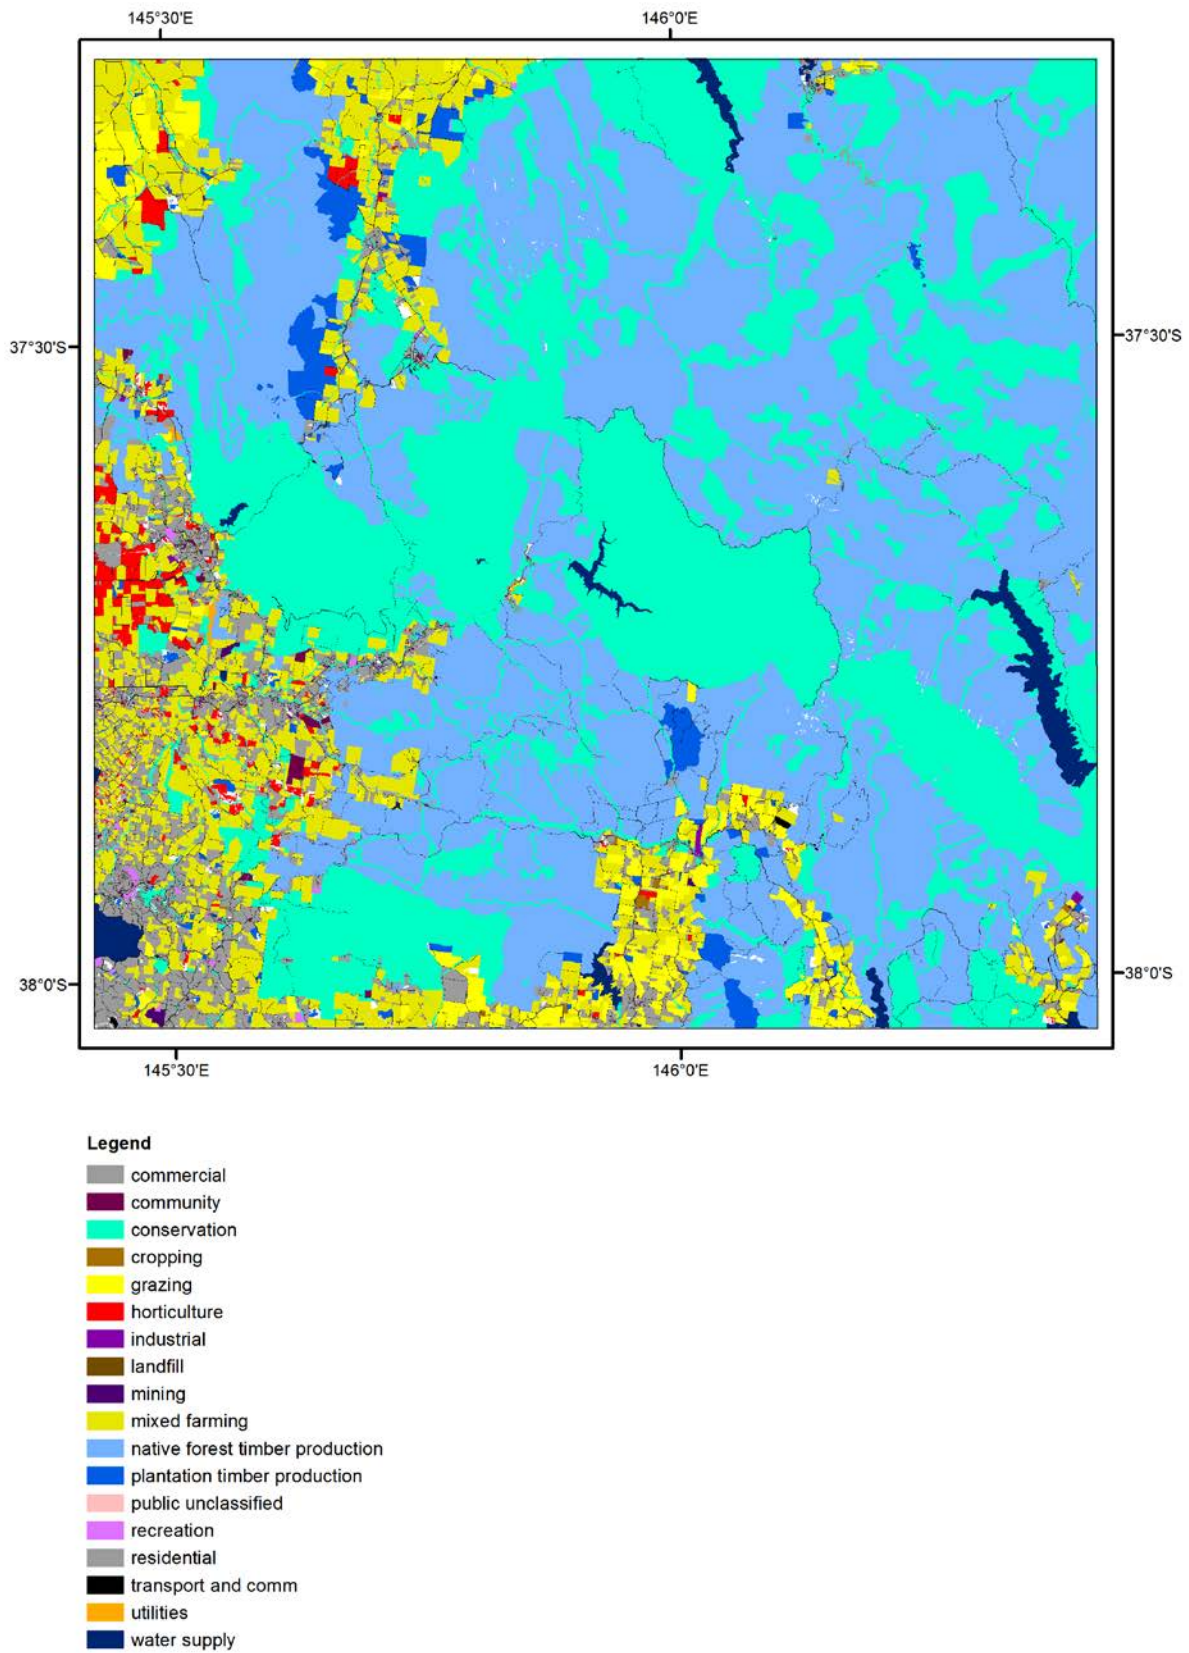 145°30'E 146°0'E
37°30'S 37°30'S
38°0'S 38°0'S
145°30'E 146°0'E
Legend
commercial
community
conservation
cropping
grazing
horticulture
industrial
landfill
mining
mixed farming
native forest timber production
plantation timber production
public unclassified
recreation
residential
transport and comm
utilities
water supply